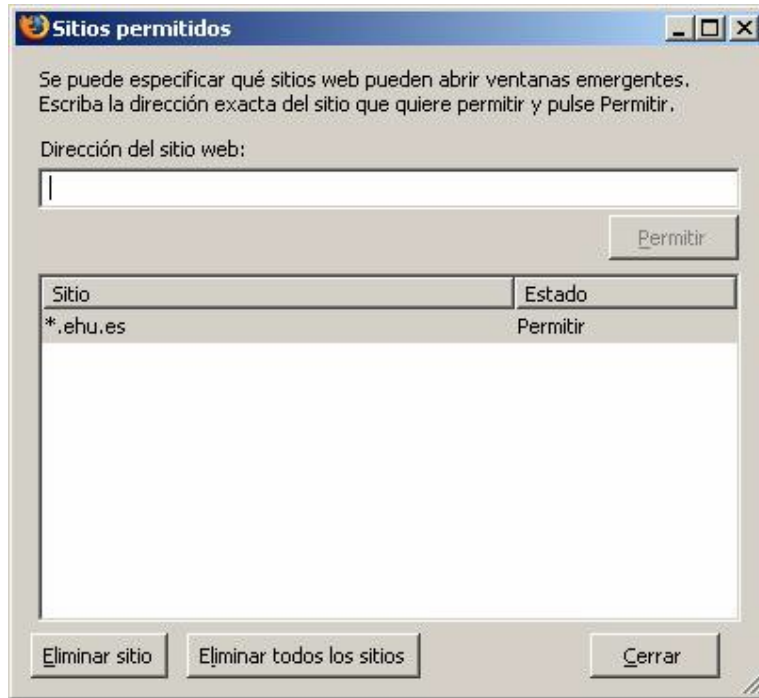 Sitios permitidos
Se puede especificar qué sitios web pueden abrir ventanas emergentes.
Escriba la dirección exacta del sitio que quiere permitir y pulse Permitir.
Dirección del sitio web:
Permitir
Sitio Estado
*.ehu.es Permitir
Eliminar sitio Eliminar todos los sitios Cerrar